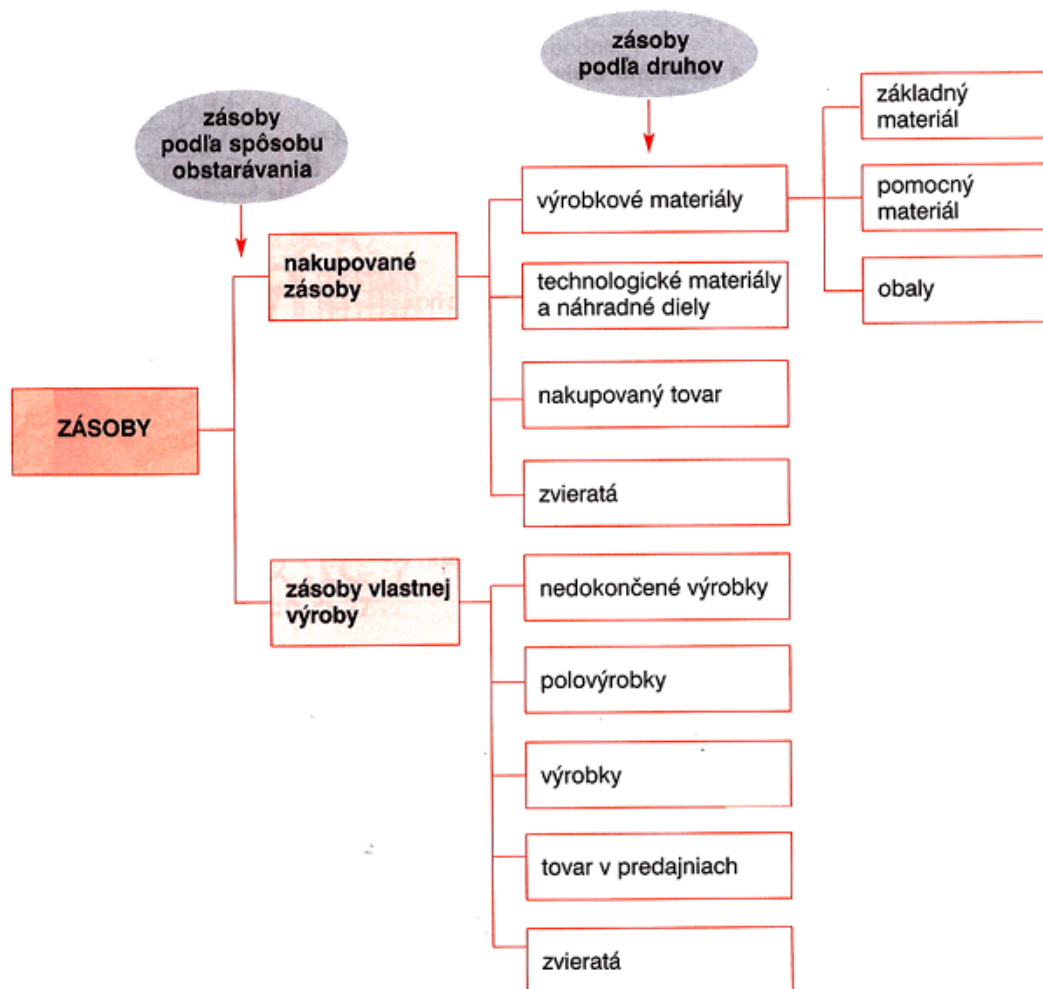 zásoby
podľa druhov
zásoby
podľa spôsobu
obstarávania
základný
materiál
výrobkové materiály
pomocný
materiál
nakupované
zásoby
technologické materiály
a náhradné diely
obaly
nakupovaný tovar
ZÁSOBY
zvieratá
zásoby vlastnej
výroby
nedokončené výrobky
polovýrobky
výrobky
tovar v predajniach
zvieratá